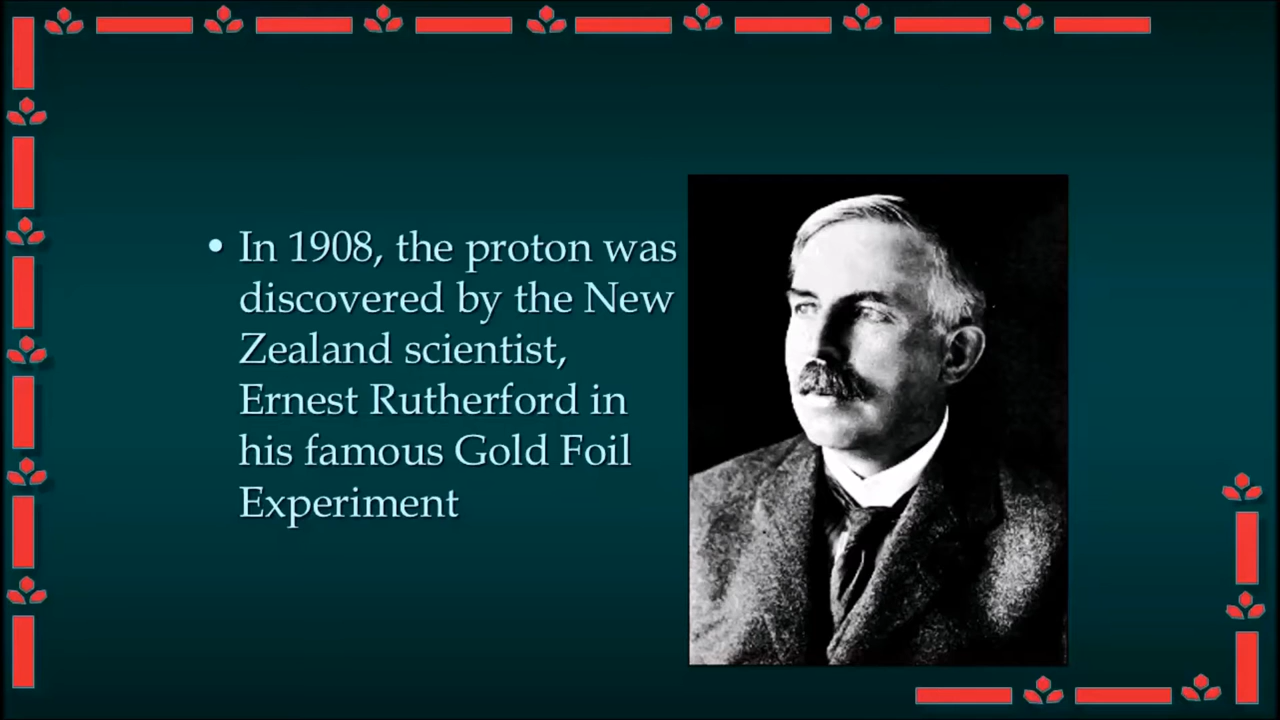 • In 1908, the proton was
discovered by the New
Zealand scientist,
Ernest Rutherford in
his famous Gold Foil
Experiment